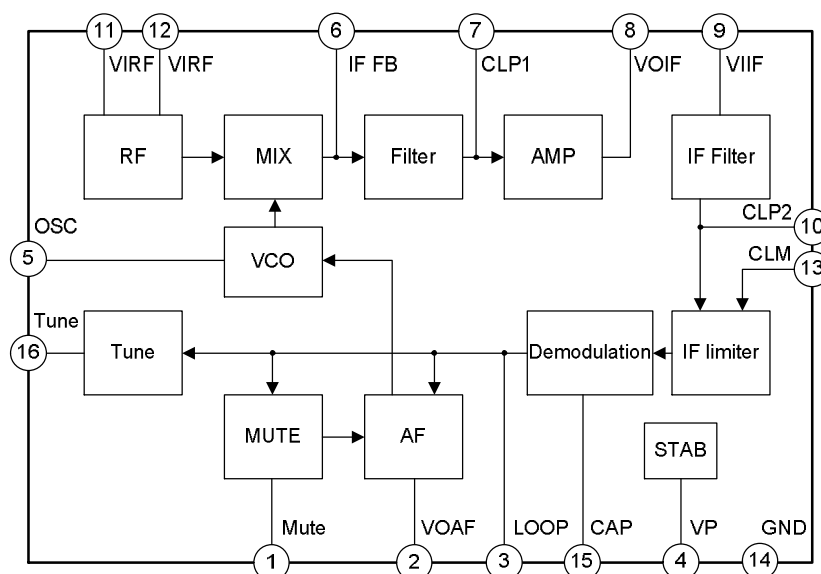 11 12 6 7 8 9
VIRF VIRF IF FB CLP1 VOIF VIIF
RF MIX Filter AMP IF Filter
OSC CLP2
10
5 VCO CLM 13
Tune
16 Tune Demodulation IF limiter
MUTE AF STAB
Mute VOAF LOOP CAP VP GND
1 2 3 15 4 14